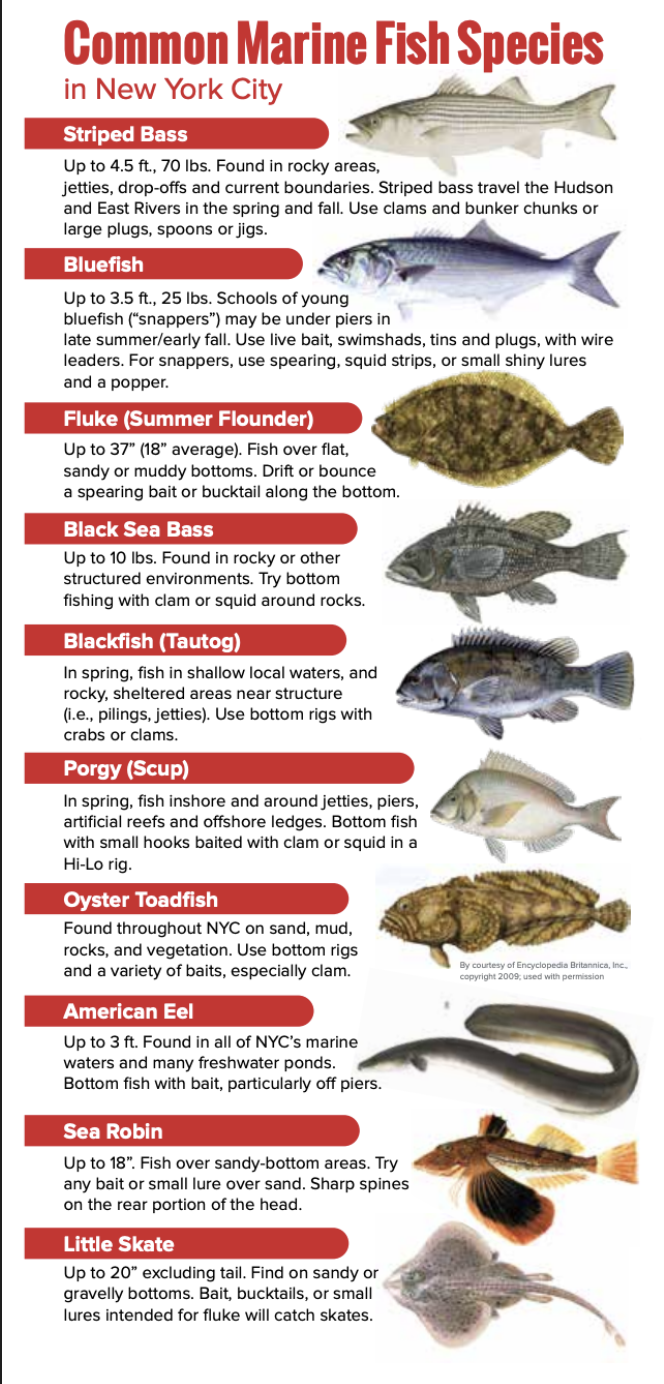 Common Marine Fish Species
in New York City
Striped Bass
Up to 4.5 ft., 70 lbs. Found in rocky areas,
jetties, drop-offs and current boundaries. Striped bass travel the Hudson
and East Rivers in the spring and fall. Use clams and bunker chunks or
large plugs, spoons or jigs.
Bluefish
Up to 3.5 ft., 25 lbs. Schools of young
bluefish (“snappers”) may be under piers in
late summer/early fall. Use live bait, swimshads, tins and plugs, with wire
leaders. For snappers, use spearing, squid strips, or small shiny lures
and a popper.
Fluke (Summer Flounder)
Up to 37” (18” average). Fish over flat,
sandy or muddy bottoms. Drift or bounce
a spearing bait or bucktail along the bottom.
Black Sea Bass
Up to 10 lbs. Found in rocky or other
structured environments. Try bottom
fishing with clam or squid around rocks.
Blackfish (Tautog)
In spring, fish in shallow local waters, and
rocky, sheltered areas near structure
(i.e., pilings, jetties). Use bottom rigs with
crabs or clams.
Porgy (Scup)
In spring, fish inshore and around jetties, piers,
artificial reefs and offshore ledges. Bottom fish
with small hooks baited with clam or squid in a
Hi-Lo rig.
Oyster Toadfish
Found throughout NYC on sand, mud,
rocks, and vegetation. Use bottom rigs
and a variety of baits, especially clam.
By courtesy of Encyclopedia Britannica, Inc.,
copyright 2009; used with permission
American Eel
Up to 3 ft. Found in all of NYC’s marine
waters and many freshwater ponds.
Bottom fish with bait, particularly off piers.
Sea Robin
Up to 18”. Fish over sandy-bottom areas. Try
any bait or small lure over sand. Sharp spines
on the rear portion of the head.
Little Skate
Up to 20” excluding tail. Find on sandy or
gravelly bottoms. Bait, bucktails, or small
lures intended for fluke will catch skates.